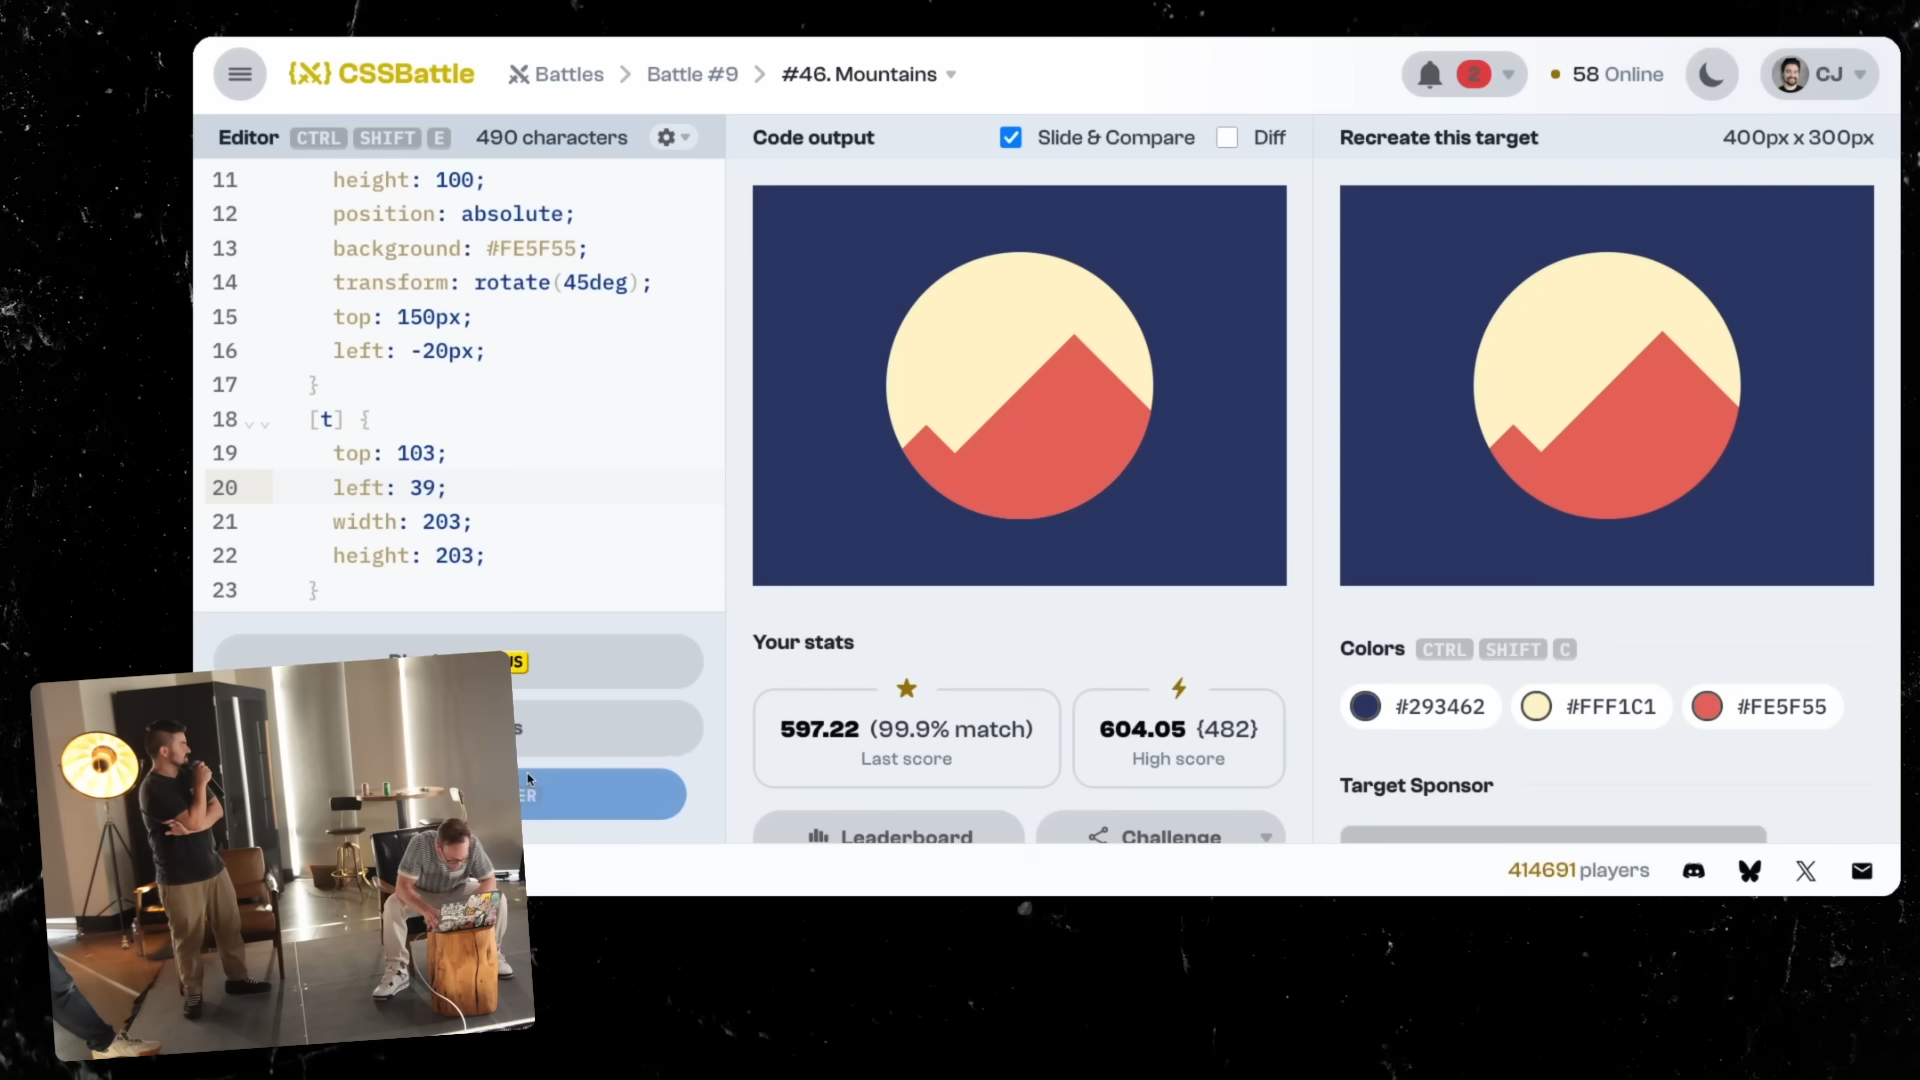 {X} CSSBattle
Battles > Battle #9 > #46. Mountains
2
58 Online
CJ
Editor CTRL SHIFT E 490 characters
11 height: 100;
12 position: absolute;
13 background: #FE5F55;
14 transform: rotate(45deg);
15 top: 150px;
16 left: -20px;
17 }
18 [t] {
19 top: 103;
20 left: 39;
21 width: 203;
22 height: 203;
23 }
Code output
Slide & Compare
Diff
Your stats
597.22 (99.9% match)
Last score
604.05 {482}
High score
Leaderboard
Challenge
Recreate this target
400px x 300px
Colors CTRL SHIFT C
#293462
#FFF1C1
#FE5F55
Target Sponsor
414691 players